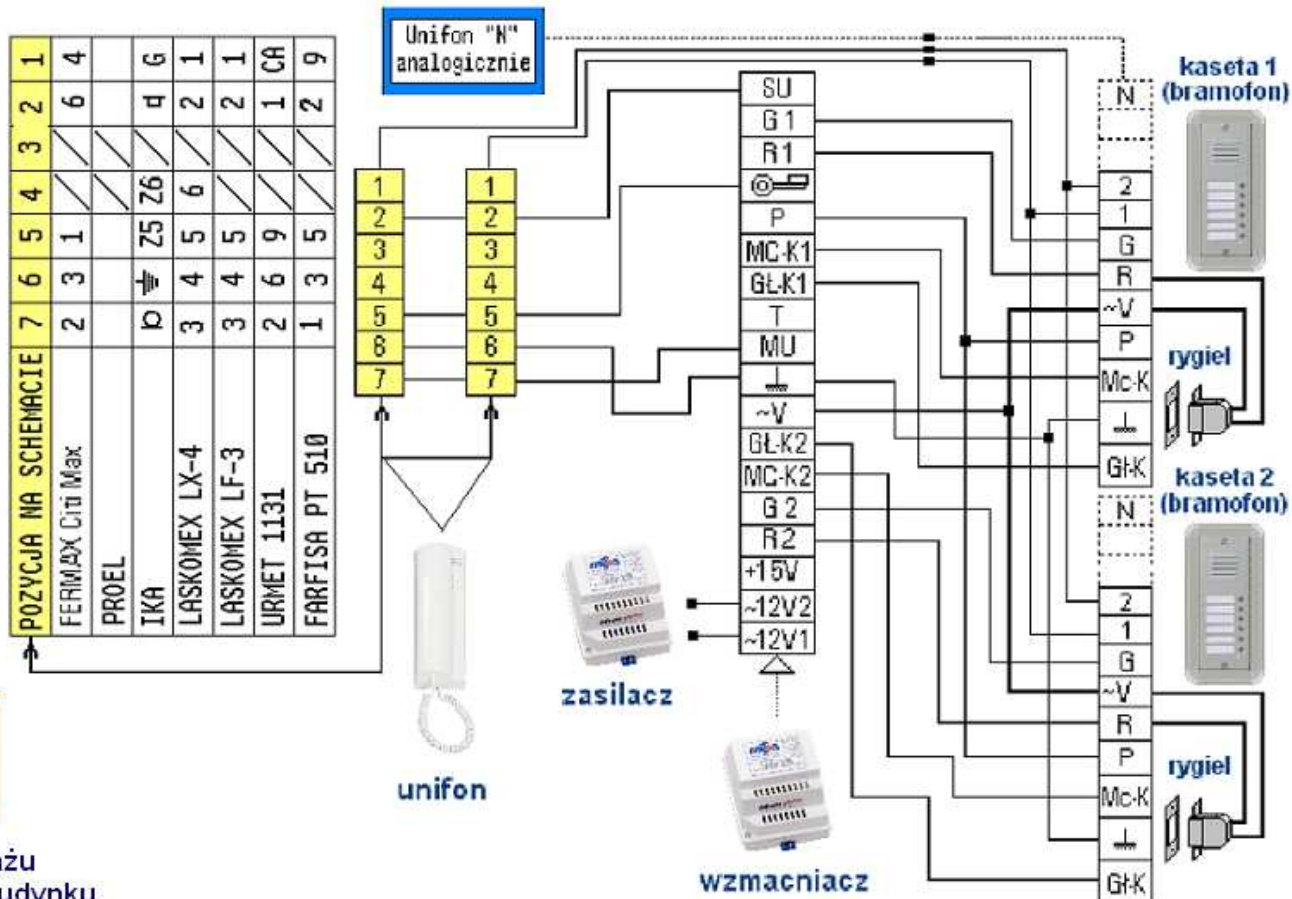 Unifon "N"
analogicznie
POZYCJA NA SCHEMACIE 7 6 5 4 3 2 1
FERMAX Citi Max 2 3 1 / / 6 4
PROEL / /
IKA Z5 Z6 / d G
LASKOMEX LX-4 3 4 5 6 / 2 1
LASKOMEX LF-3 3 4 5 / / 2 1
URMET 1131 2 6 9 / / 1 CA
FARFISA PT 510 1 3 5 / / 2 9
1
2
3
4
5
6
7
1
2
3
4
5
6
7
unifon
SU
G 1
R1
P
MC-K1
GŁ-K1
T
MU
~V
GŁ-K2
MC-K2
G 2
R2
+15V
~12V2
~12V1
zasilacz
wzmacniacz
kaseta 1
(bramofon)
N
2
1
G
R
~V
P
Mc-K
Gł-K
rygiel
kaseta 2
(bramofon)
N
2
1
G
~V
R
P
Mc-K
Gł-K
rygiel